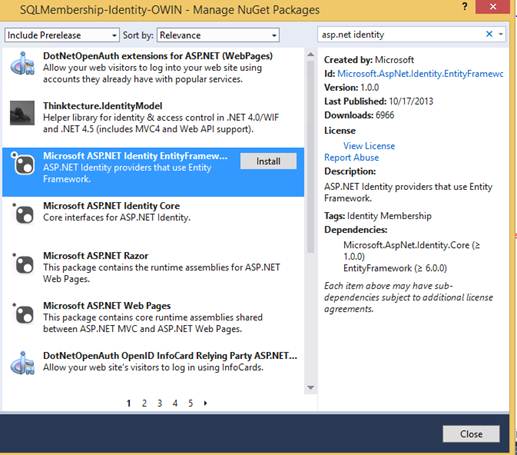 SQLMembership-Identity-OWIN - Manage NuGet Packages
?
Include Prerelease
Sort by:
Relevance
asp.net identity
DotNetOpenAuth extensions for ASP.NET (WebPages)
Allow your web site's visitors to log into your web site using
accounts they already have with popular services.
Thinktecture.IdentityModel
Helper library for identity & access control in .NET 4.0/WIF
and .NET 4.5 (includes MVC4 and Web API support).
Microsoft ASP.NET Identity EntityFramew...
Install
ASP.NET Identity providers that use Entity
Framework.
Microsoft ASP.NET Identity Core
Core interfaces for ASP.NET Identity.
Microsoft ASP.NET Razor
This package contains the runtime assemblies for ASP.NET
Web Pages.
Microsoft ASP.NET Web Pages
This package contains core runtime assemblies shared
between ASP.NET MVC and ASP.NET Web Pages.
DotNetOpenAuth OpenID InfoCard Relying Party ASP.NET...
Allow your web site's visitors to log in using InfoCards.
1 2 3 4 5
Created by: Microsoft
Id: Microsoft.AspNet.Identity.EntityFramewc
Version: 1.0.0
Last Published: 10/17/2013
Downloads: 6966
License
View License
Report Abuse
Description:
ASP.NET Identity providers that use Entity
Framework.
Tags: Identity Membership
Dependencies:
Microsoft.AspNet.Identity.Core (≥
1.0.0)
EntityFramework (≥ 6.0.0)
Each item above may have sub-
dependencies subject to additional license
agreements.
Close